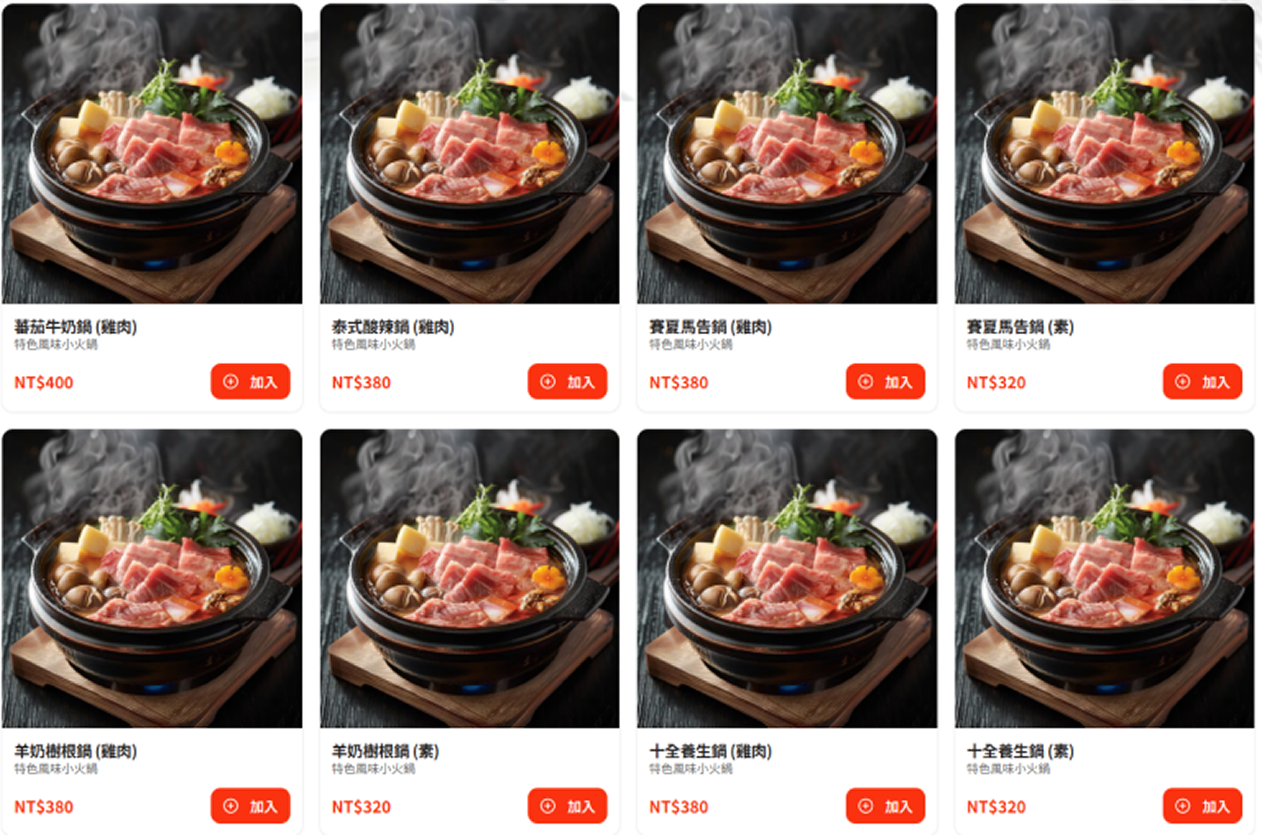 蕃茄牛奶鍋 (雞肉)
特色風味小火鍋
NT$400
加入
泰式酸辣鍋 (雞肉)
特色風味小火鍋
NT$380
加入
賽夏馬告鍋 (雞肉)
特色風味小火鍋
NT$380
加入
賽夏馬告鍋 (素)
特色風味小火鍋
NT$320
加入
羊奶樹根鍋 (雞肉)
特色風味小火鍋
NT$380
加入
羊奶樹根鍋 (素)
特色風味小火鍋
NT$320
加入
十全養生鍋 (雞肉)
特色風味小火鍋
NT$380
加入
十全養生鍋 (素)
特色風味小火鍋
NT$320
加入